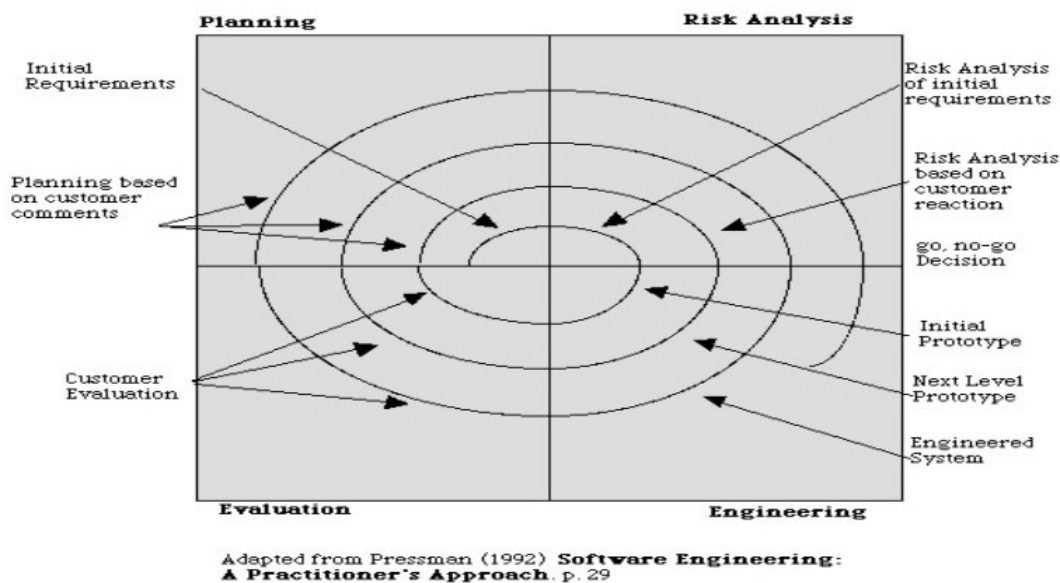 Planning
Risk Analysis
Initial
Requirements
Risk Analysis
of initial
requirements
Planning based
on customer
comments
Risk Analysis
based on
customer
reaction
go, no-go
Decision
Initial
Prototype
Customer
Evaluation
Next Level
Prototype
Engineered
System
Evaluation
Engineering
Adapted from Pressman (1992) Software Engineering:
A Practitioner's Approach. p.29